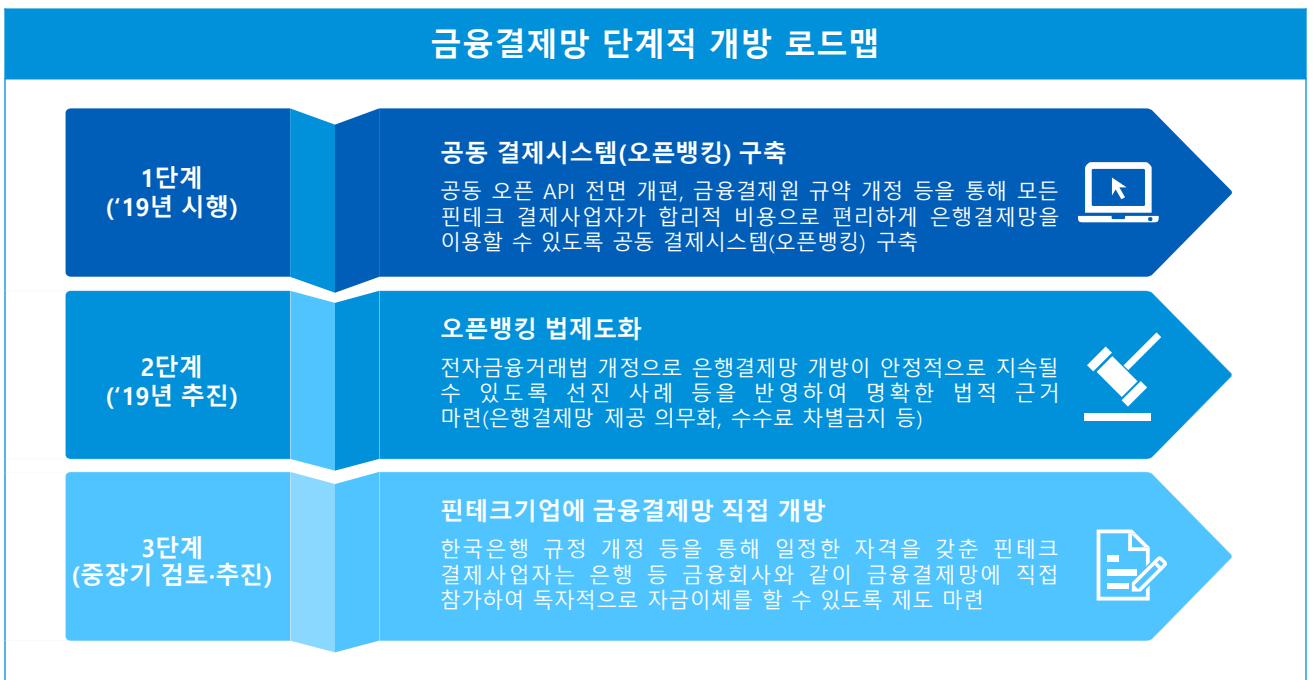 금융결제망 단계적 개방 로드맵
1단계
(‘19년 시행)
공동 결제시스템(오픈뱅킹) 구축
공동 오픈 API 전면 개편, 금융결제원 규약 개정 등을 통해 모든
핀테크 결제사업자가 합리적 비용으로 편리하게 은행결제망을
이용할 수 있도록 공동 결제시스템(오픈뱅킹) 구축
2단계
(‘19년 추진)
오픈뱅킹 법제도화
전자금융거래법 개정으로 은행결제망 개방이 안정적으로 지속될
수 있도록 선진 사례 등을 반영하여 명확한 법적 근거
마련(은행결제망 제공 의무화, 수수료 차별금지 등)
3단계
(중장기 검토·추진)
핀테크기업에 금융결제망 직접 개방
한국은행 규정 개정 등을 통해 일정한 자격을 갖춘 핀테크
결제사업자는 은행 등 금융회사와 같이 금융결제망에 직접
참가하여 독자적으로 자금이체를 할 수 있도록 제도 마련